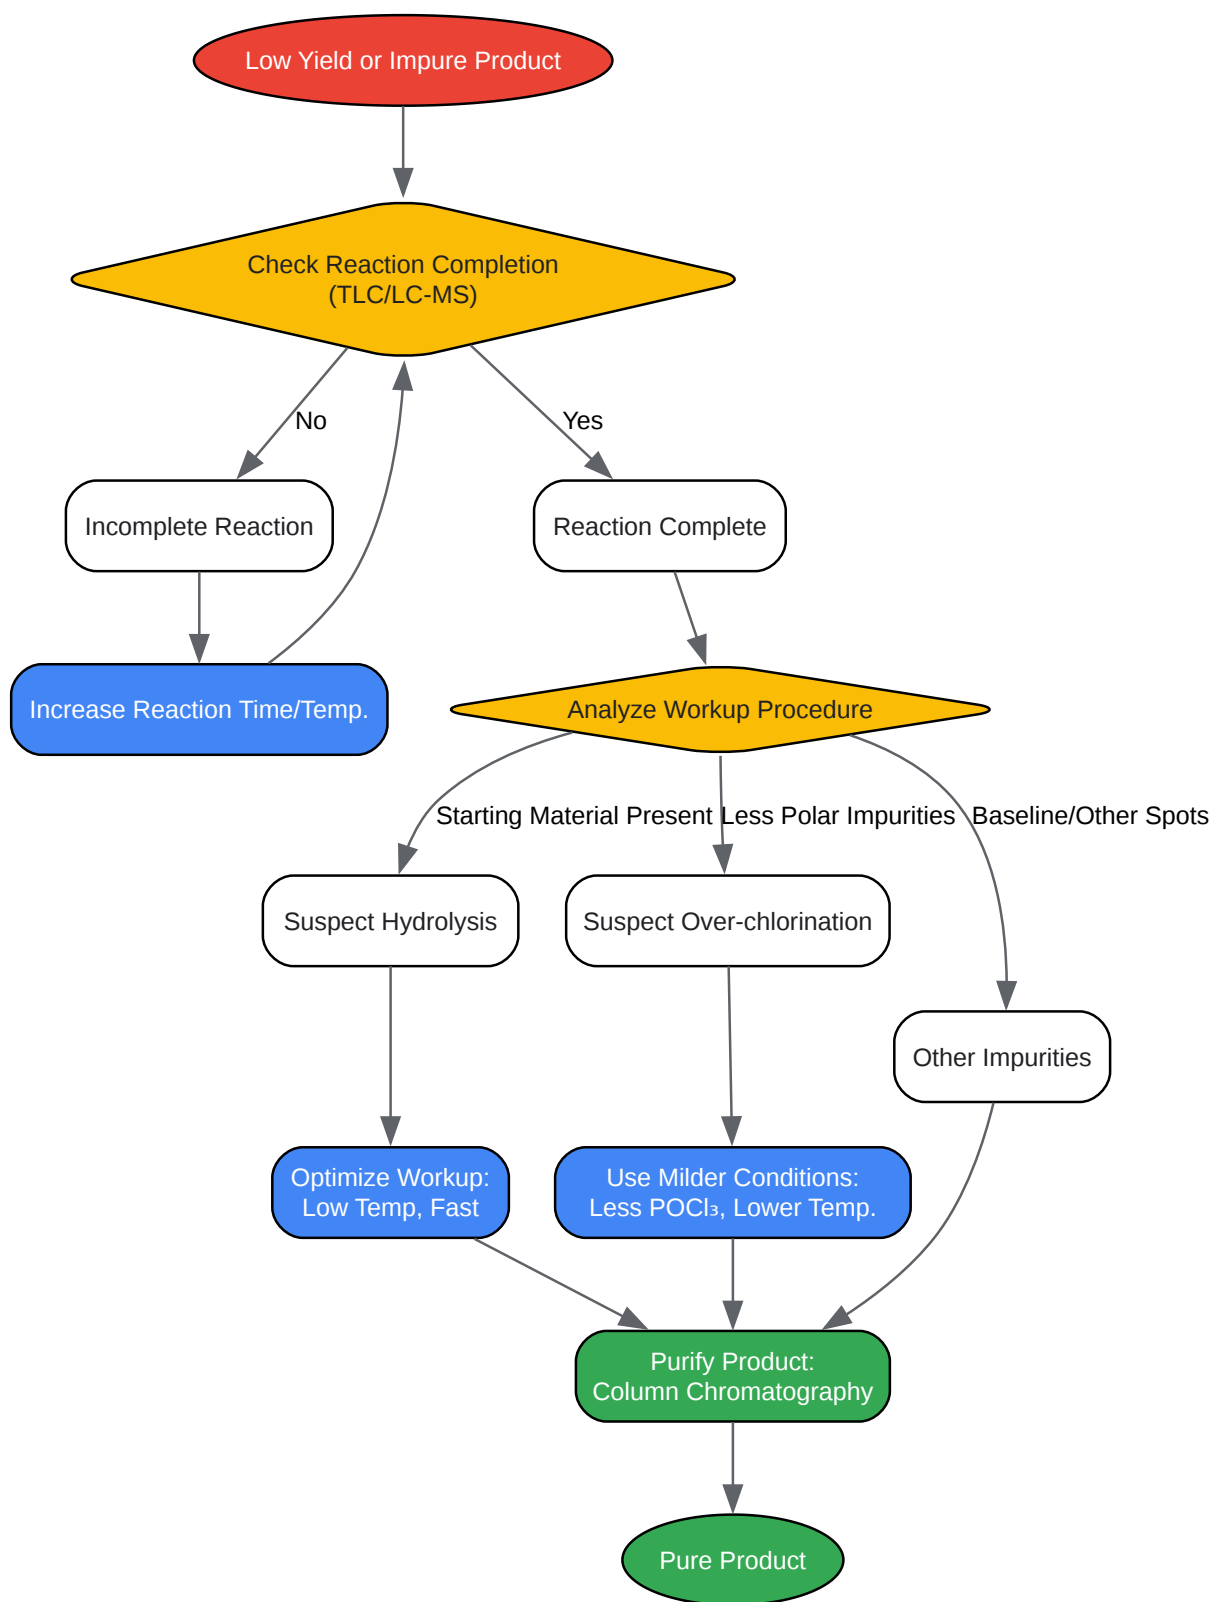 Low Yield or Impure Product
Check Reaction Completion
(TLC/LC-MS)
No
Yes
Incomplete Reaction
Reaction Complete
Increase Reaction Time/Temp.
Analyze Workup Procedure
Starting Material Present
Less Polar Impurities
Baseline/Other Spots
Suspect Hydrolysis
Suspect Over-chlorination
Other Impurities
Optimize Workup:
Low Temp, Fast
Use Milder Conditions:
Less POCl₃, Lower Temp.
Purify Product:
Column Chromatography
Pure Product